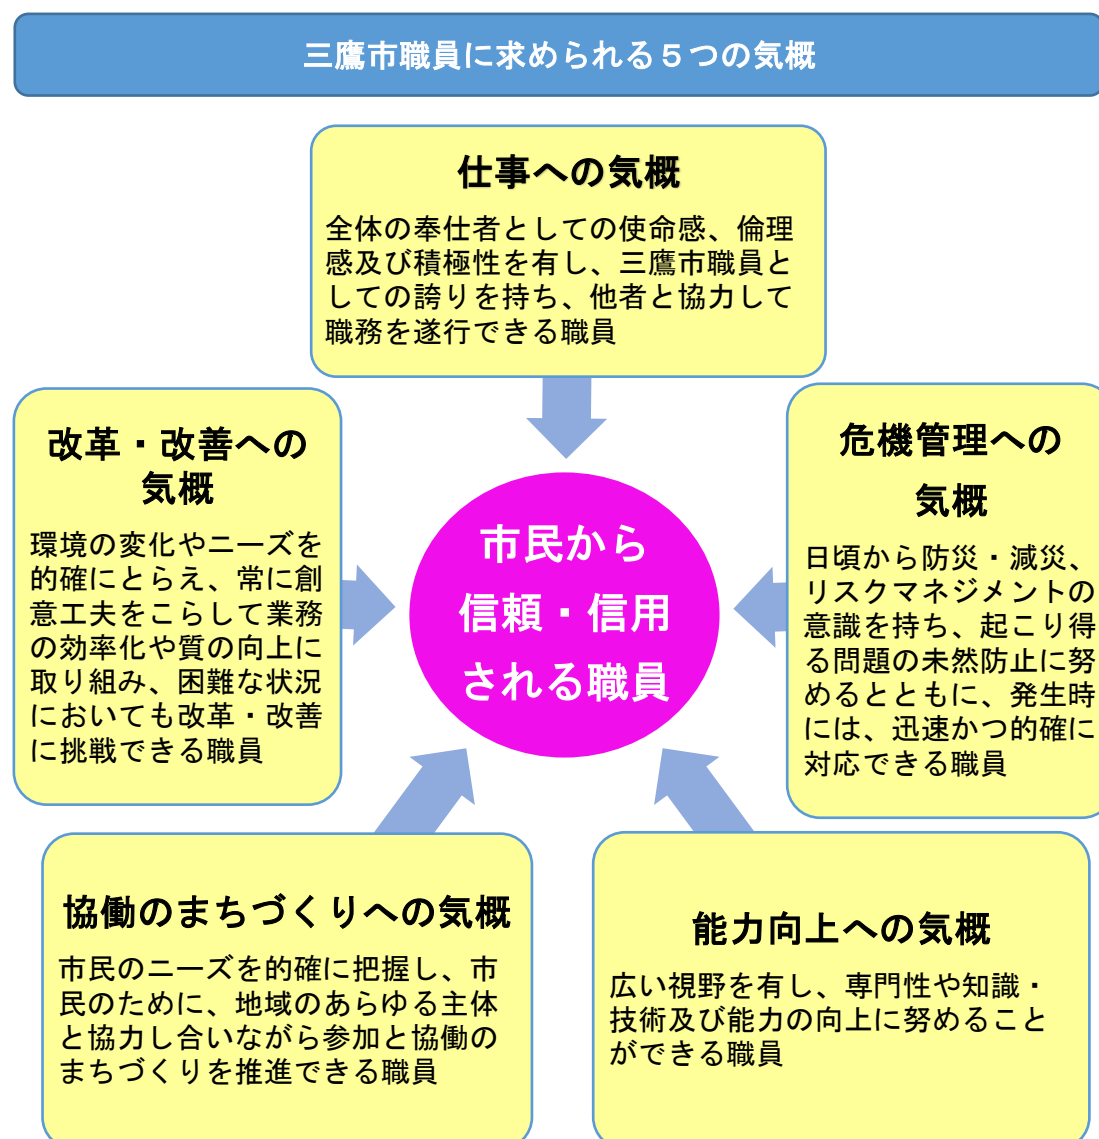 三鷹市職員に求められる５つの気概
仕事への気概
全体の奉仕者としての使命感、倫理
感及び積極性を有し、三鷹市職員と
しての誇りを持ち、他者と協力して
職務を遂行できる職員
改革・改善への
気概
環境の変化やニーズを
的確にとらえ、常に創
意工夫をこらして業務
の効率化や質の向上に
取り組み、困難な状況
においても改革・改善
に挑戦できる職員
市民から
信頼・信用
される職員
危機管理への
気概
日頃から防災・減災、
リスクマネジメントの
意識を持ち、起こり得
る問題の未然防止に努
めるとともに、発生時
には、迅速かつ的確に
対応できる職員
協働のまちづくりへの気概
市民のニーズを的確に把握し、市
民のために、地域のあらゆる主体
と協力し合いながら参加と協働の
まちづくりを推進できる職員
能力向上への気概
広い視野を有し、専門性や知識・
技術及び能力の向上に努めること
ができる職員